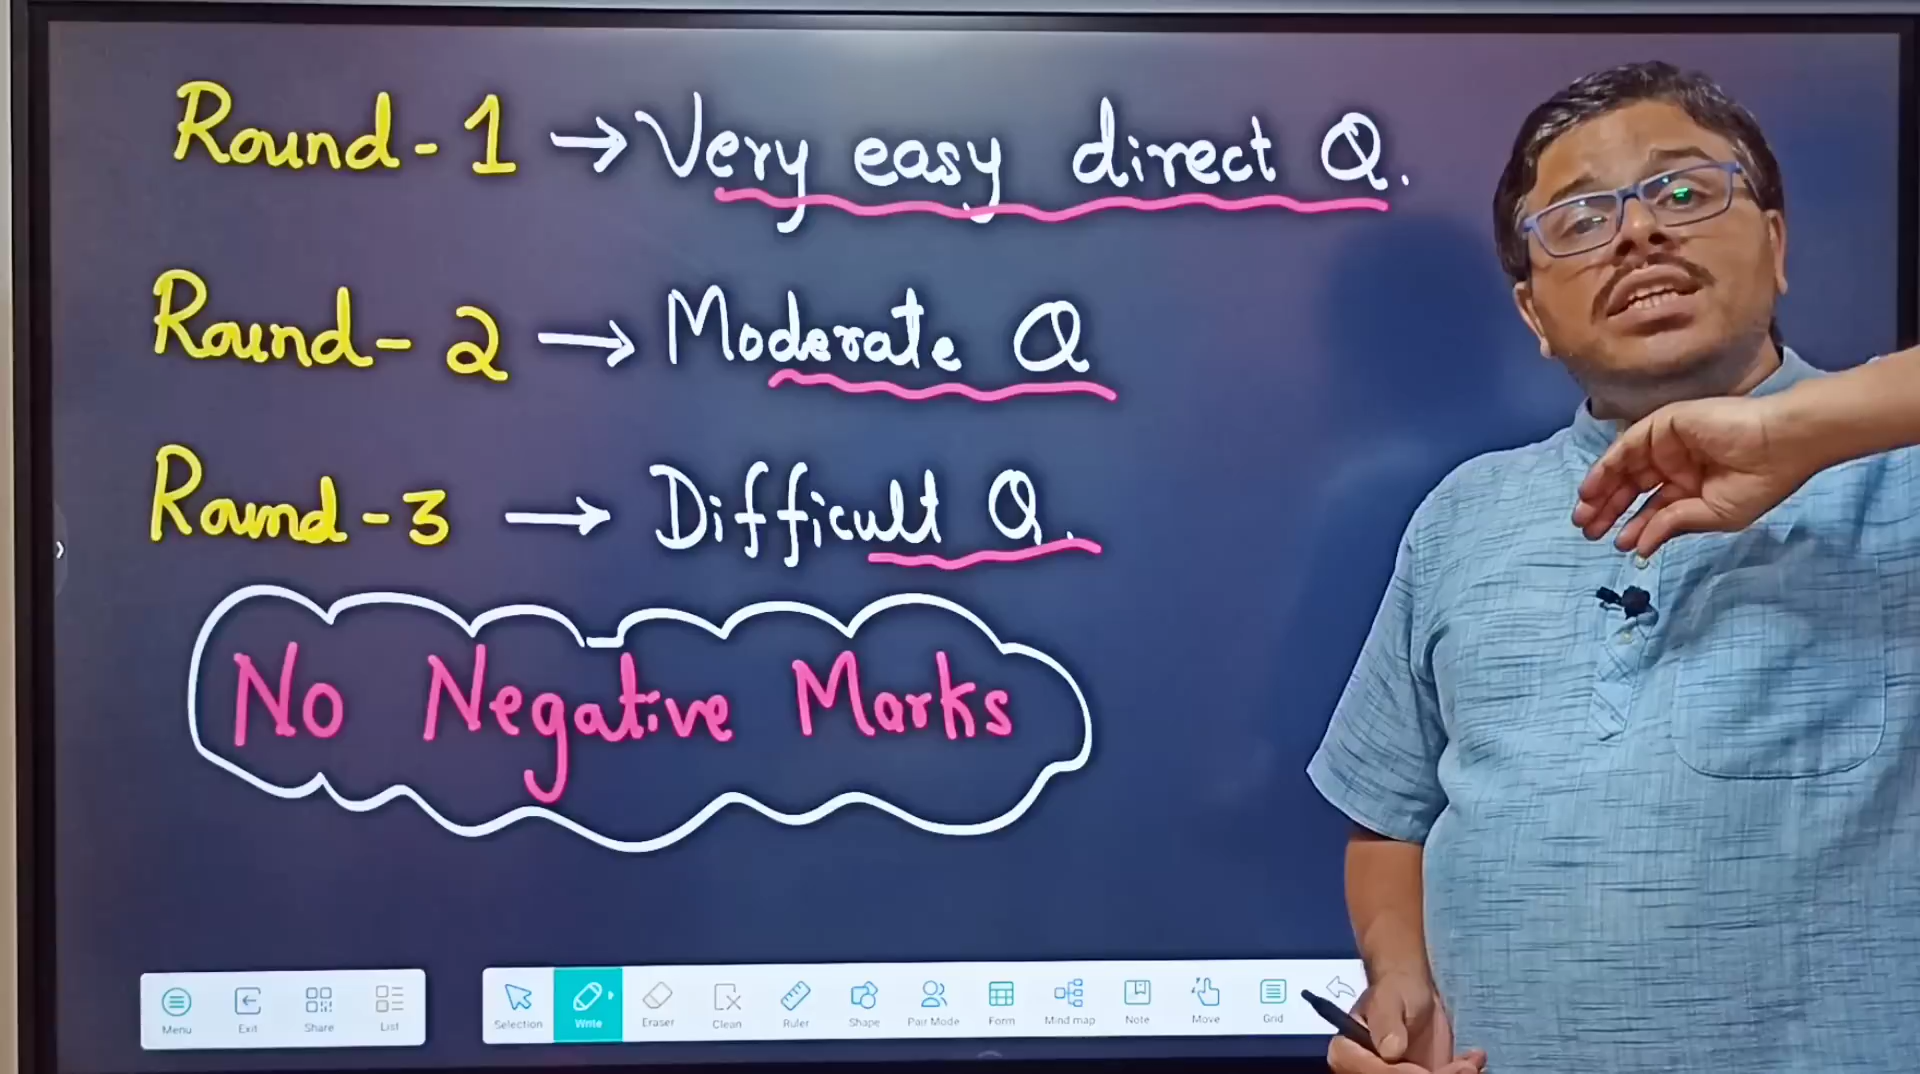 Round - 1 → Very easy direct Q.
Round - 2 → Moderate Q
Round - 3 → Difficult Q.
No Negative Marks
Menu Exit Share List Selection Write Eraser Clean Ruler Shape Pair Mode Form Mind map Note Move Grid